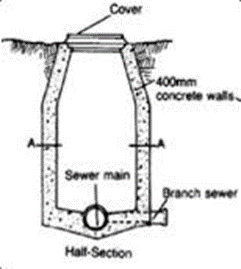 Cover
400mm
concrete walls
A A
Sewer main
Branch sewer
Half-Section